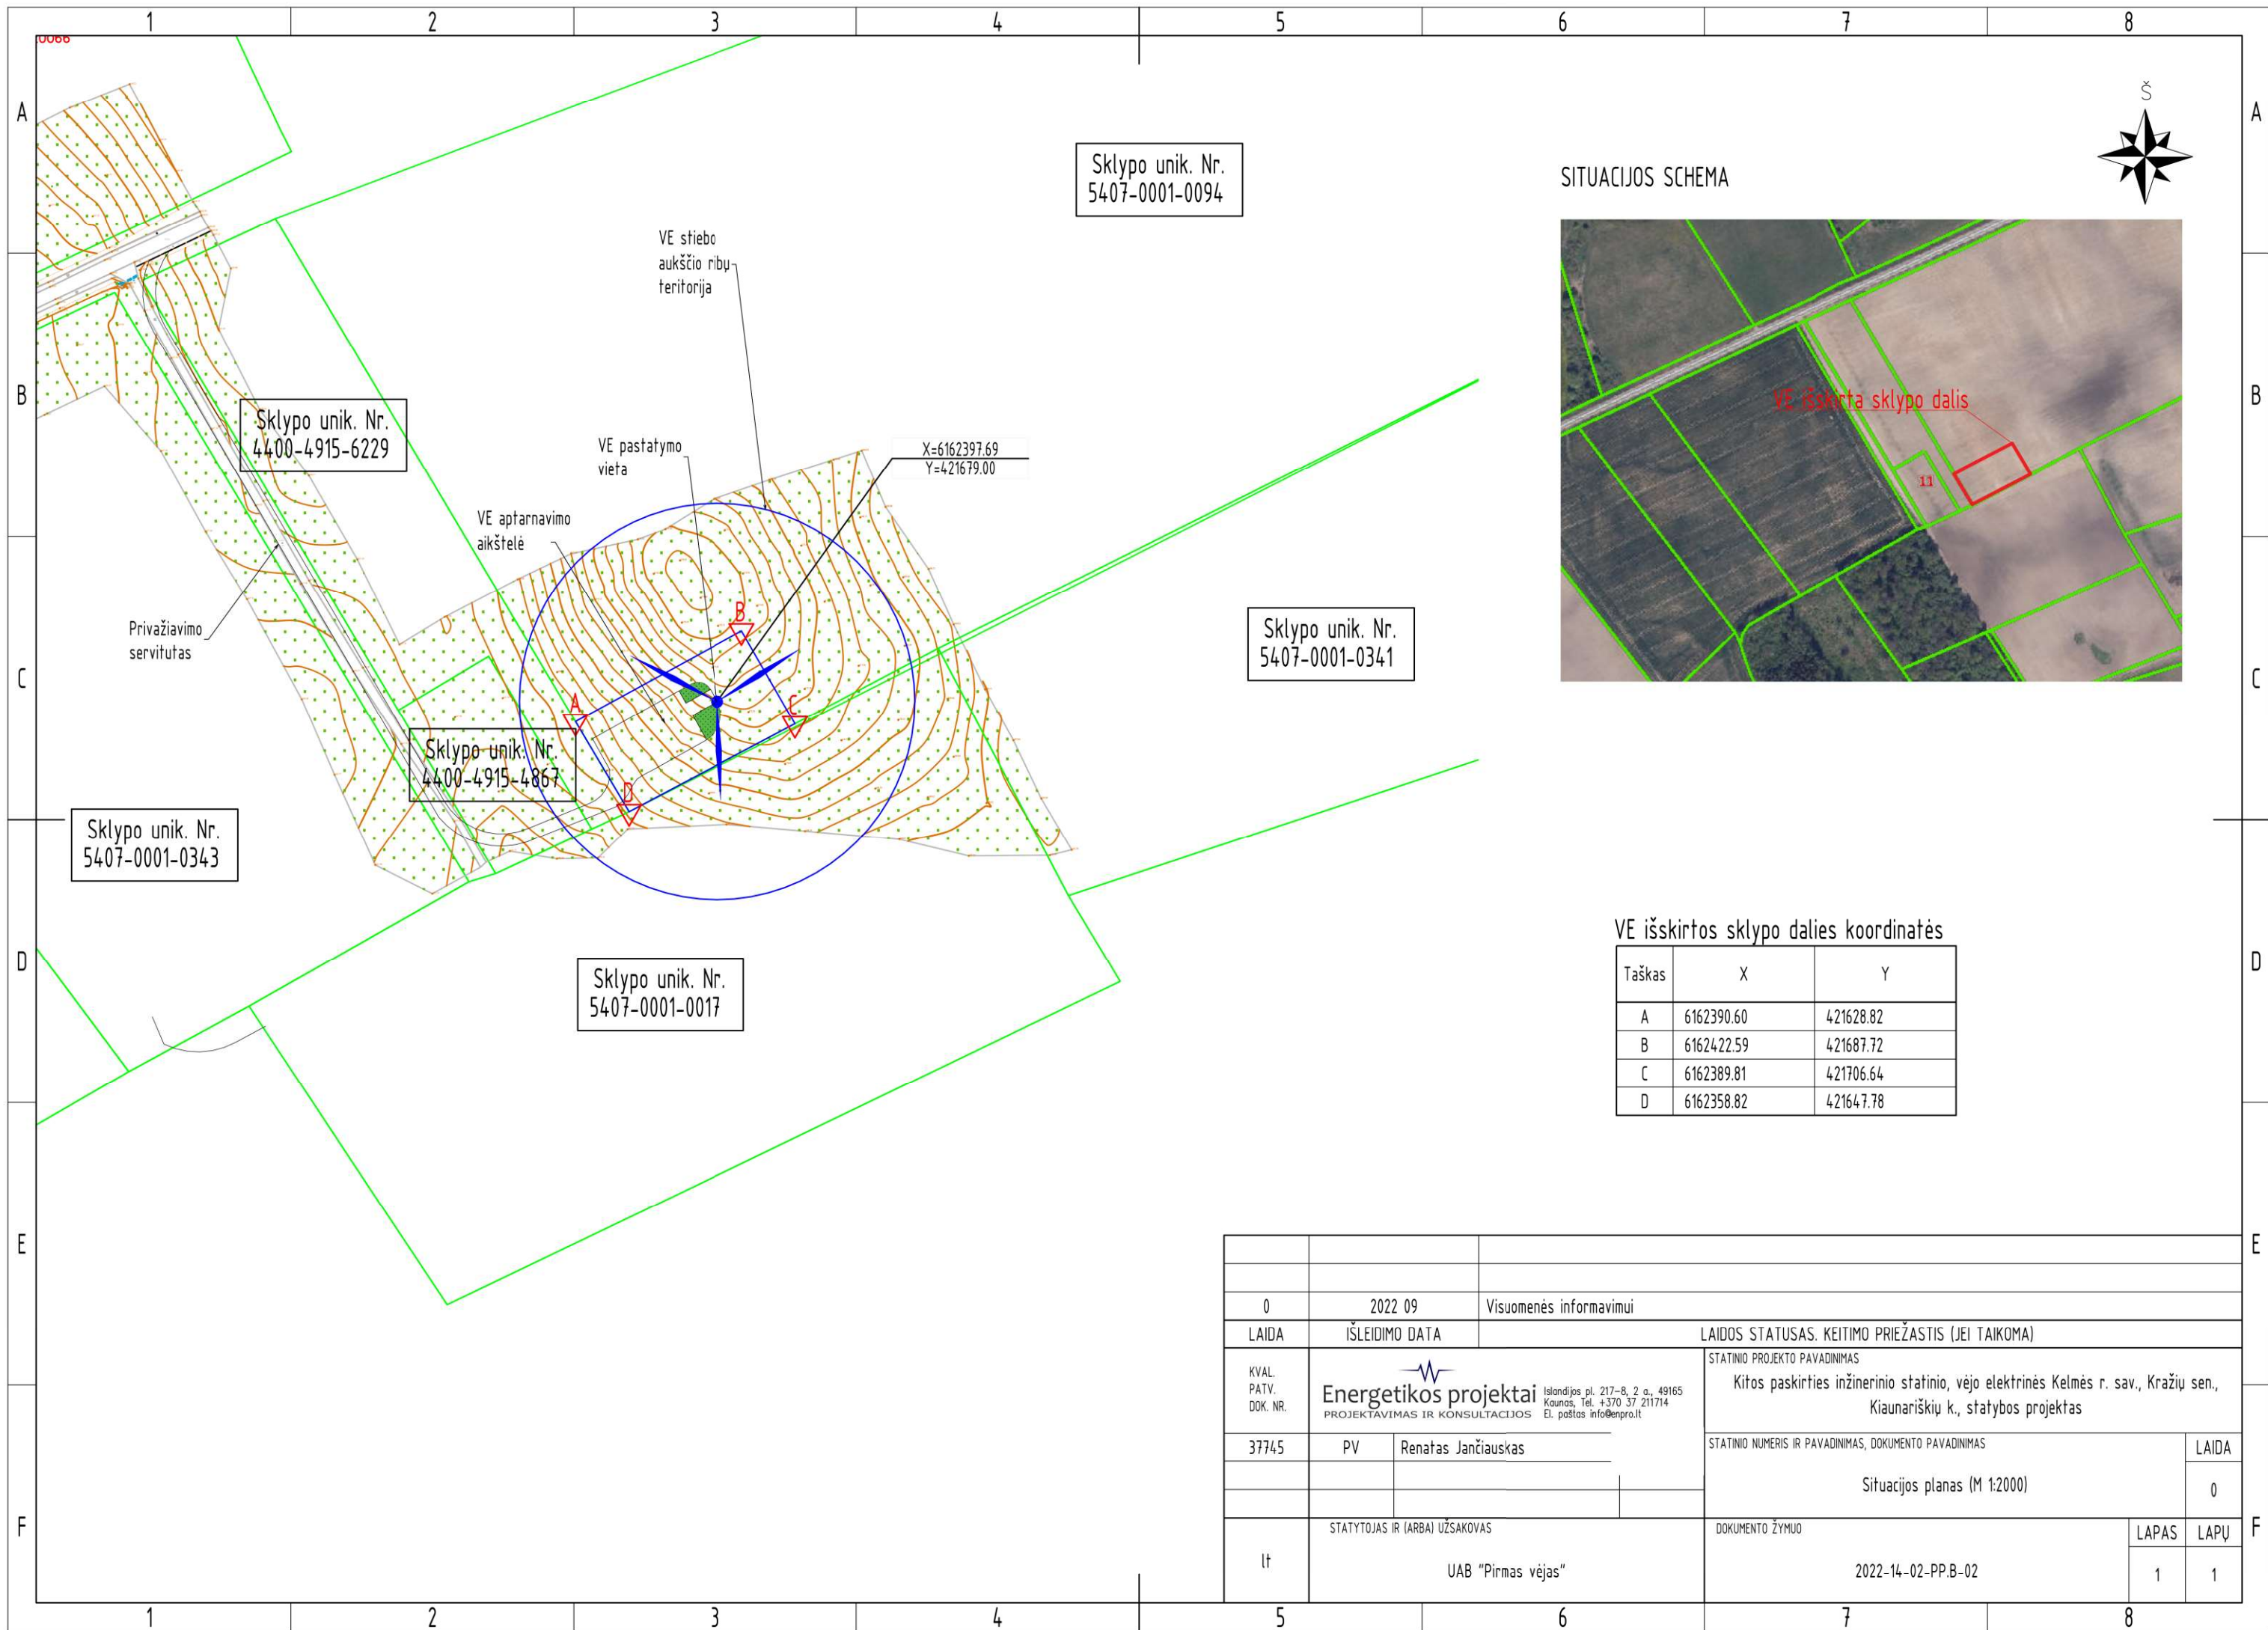 1 2 3 4 5 6 7 8
.0066
A
A
Š
Sklypo unik. Nr.
5407-0001-0094
SITUACIJOS SCHEMA
VE stiebo
aukščio ribų
teritorija
B
B
VE išskirta sklypo dalis
11
Sklypo unik. Nr.
4400-4915-6229
VE pastatymo
vieta
X=6162397.69
Y=421679.00
VE aptarnavimo
aikštelė
Privažiavimo
servitutas
B
Sklypo unik. Nr.
5407-0001-0341
C
C
A
C
Sklypo unik. Nr.
4400-4915-4867
D
Sklypo unik. Nr.
5407-0001-0343
D
D
Sklypo unik. Nr.
5407-0001-0017
VE išskirtos sklypo dalies koordinatės
Taškas X Y
A 6162390.60 421628.82
B 6162422.59 421687.72
C 6162389.81 421706.64
D 6162358.82 421647.78
E
E
0 2022 09 Visuomenės informavimui
LAIDA IŠLEIDIMO DATA LAIDOS STATUSAS. KEITIMO PRIEŽASTIS (JEI TAIKOMA)
KVAL.
PATV.
DOK. NR.
Energetikos projektai
PROJEKTAVIMAS IR KONSULTACIJOS
Islandijos pl. 217-8, 2 a., 49165
Kaunas, Tel. +370 37 211714
El. paštas info@enpro.lt
STATINIO PROJEKTO PAVADINIMAS
Kitos paskirties inžinerinio statinio, vėjo elektrinės Kelmės r. sav., Kražių sen.,
Kiaunariškių k., statybos projektas
37745 PV Renatas Jančiauskas
STATINIO NUMERIS IR PAVADINIMAS, DOKUMENTO PAVADINIMAS
LAIDA
Situacijos planas (M 1:2000)
0
F
F
lt
STATYTOJAS IR (ARBA) UŽSAKOVAS
UAB "Pirmas vėjas"
DOKUMENTO ŽYMUO
2022-14-02-PP.B-02
LAPAS LAPŲ
1 1
1 2 3 4 5 6 7 8